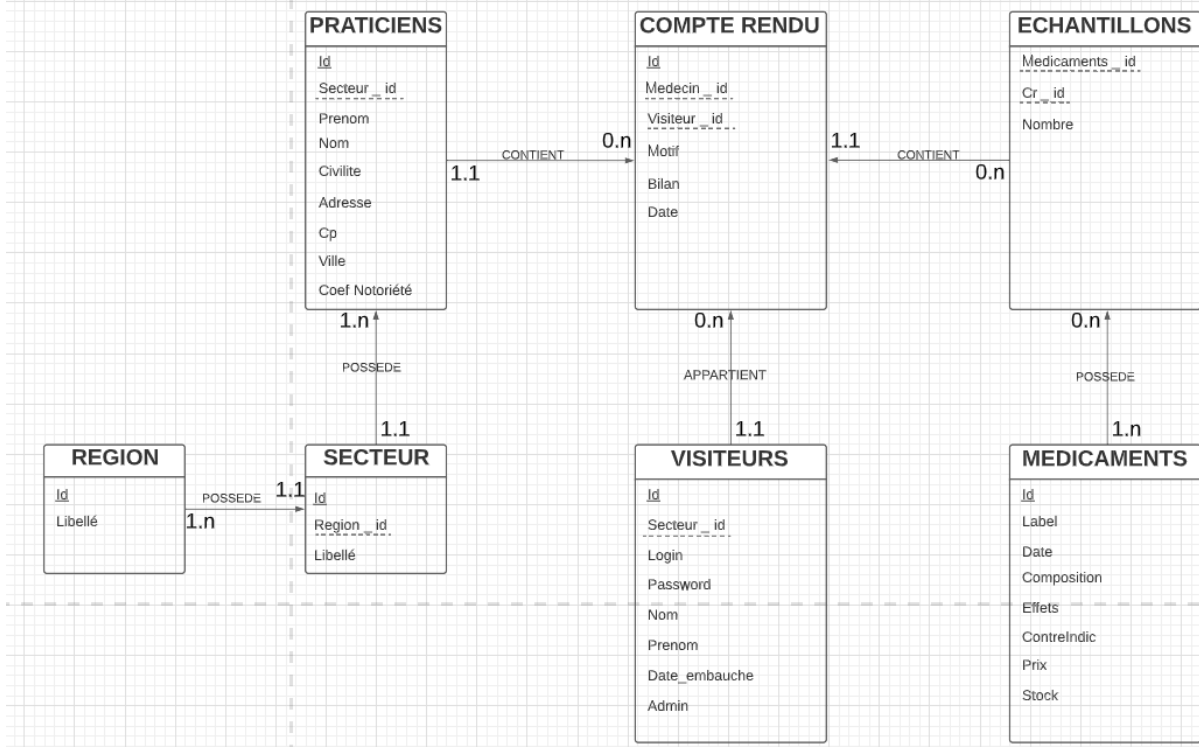 PRATICIENS
Id
Secteur _ id
Prenom
Nom
Civilite
Adresse
Cp
Ville
Coef Notoriété
COMPTE RENDU
Id
Medecin _ id
Visiteur _ id
Motif
Bilan
Date
ECHANTILLONS
Medicaments _ id
Cr _ id
Nombre
1.1
CONTIENT
0.n
1.1
CONTIENT
0.n
1.n
POSSEDE
1.1
0.n
APPARTIENT
1.1
0.n
POSSEDE
1.n
REGION
Id
Libellé
1.n
POSSEDE
1.1
SECTEUR
Id
Region _ id
Libellé
VISITEURS
Id
Secteur _ id
Login
Password
Nom
Prenom
Date_embauche
Admin
MEDICAMENTS
Id
Label
Date
Composition
Effets
ContreIndic
Prix
Stock